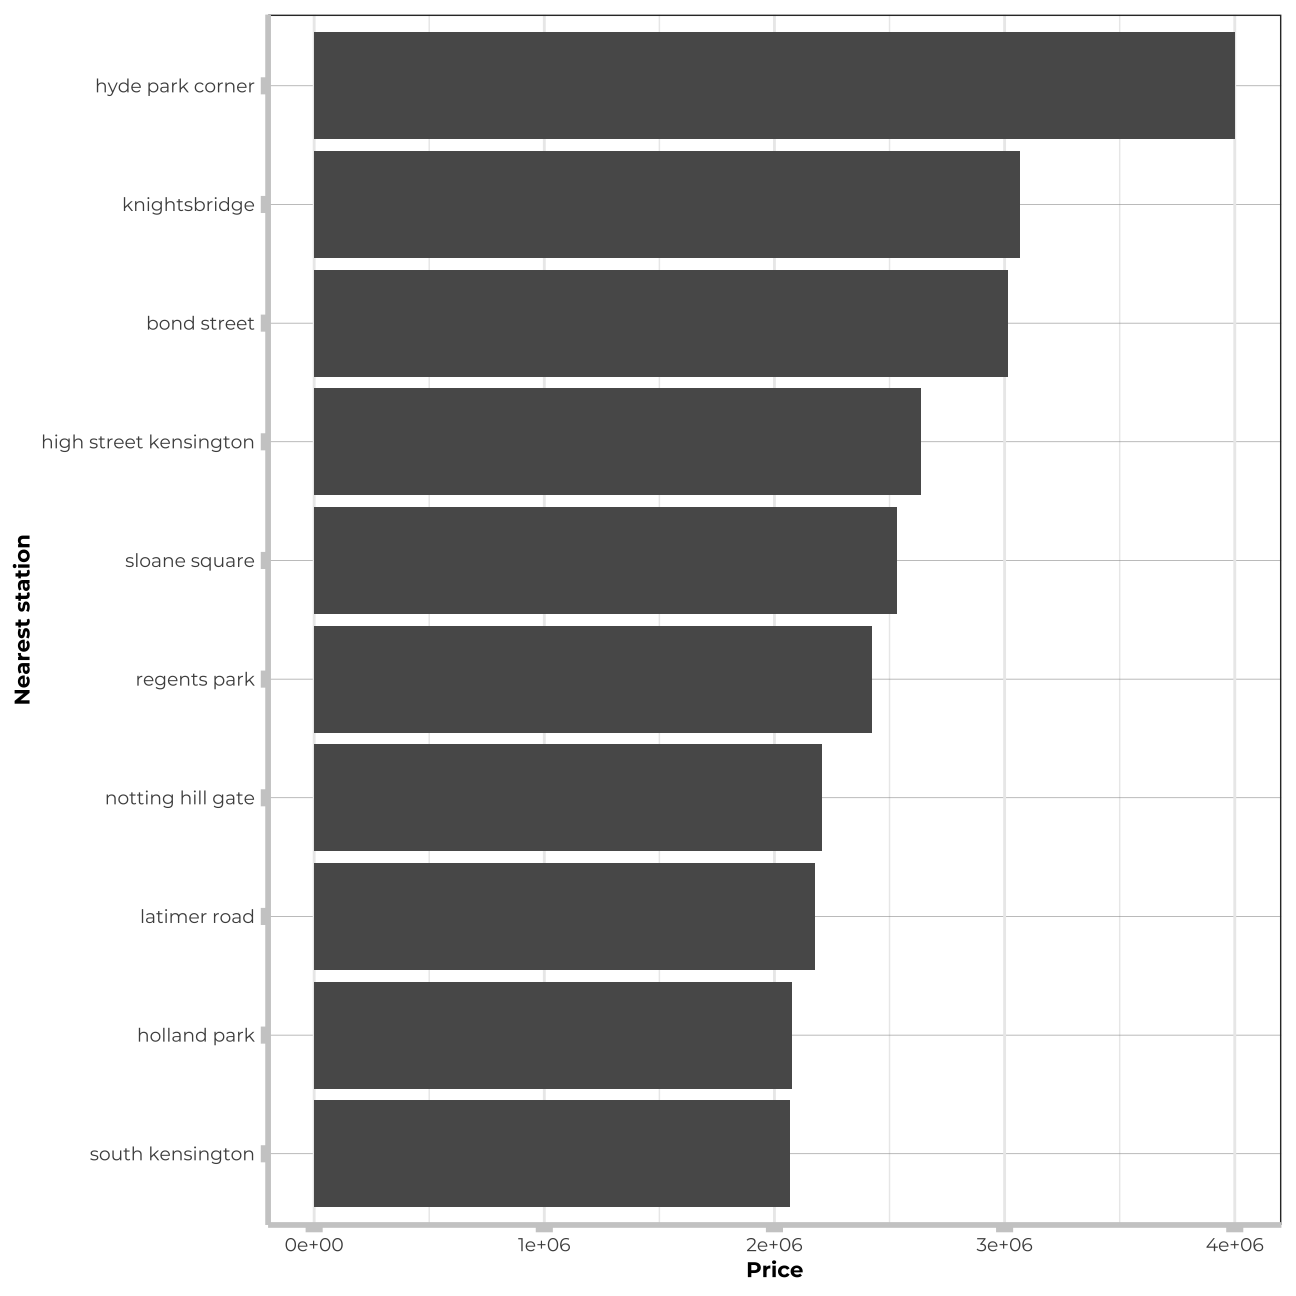 hyde park corner
knightsbridge
bond street
high street kensington
sloane square
regents park
notting hill gate
latimer road
holland park
south kensington
Nearest station
0e+00 1e+06 2e+06 3e+06 4e+06
Price